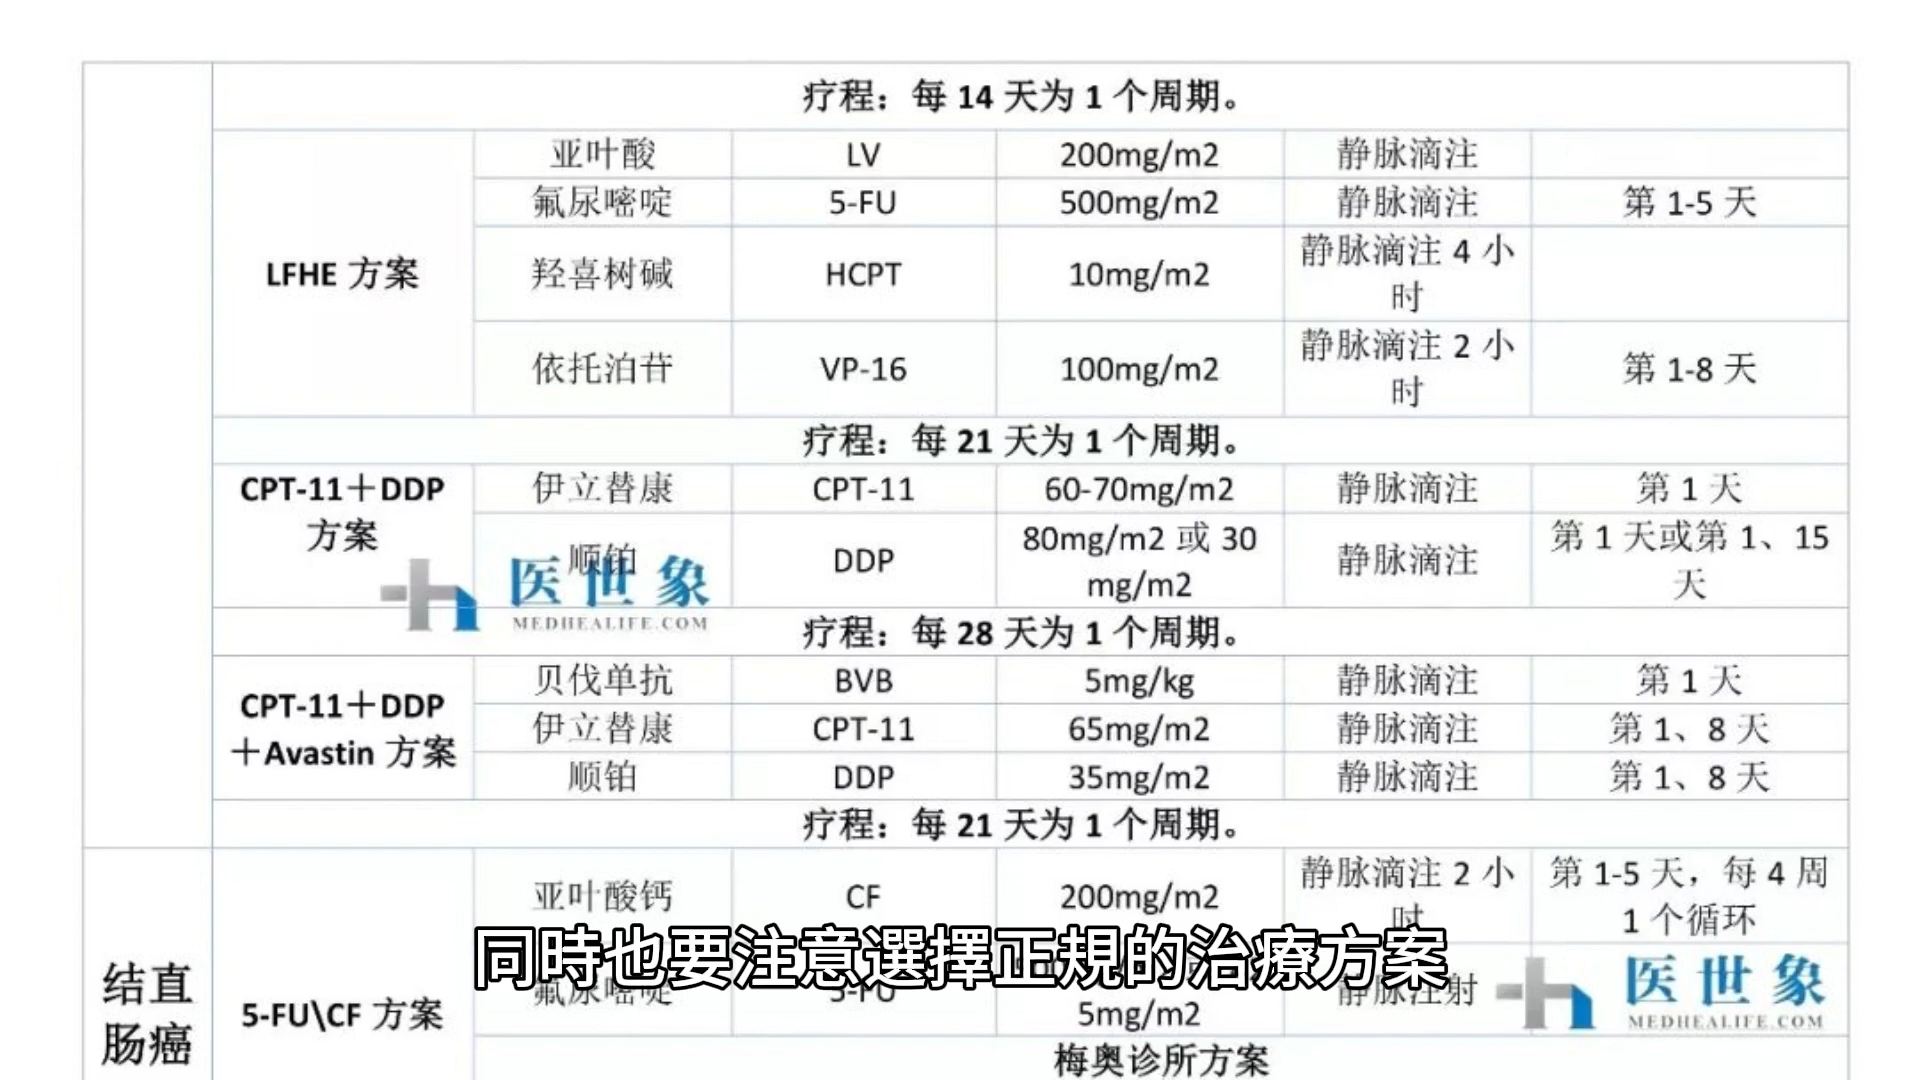 疗程：每 14 天为 1 个周期。
LFHE 方案
亚叶酸 LV 200mg/m2 静脉滴注
氟尿嘧啶 5-FU 500mg/m2 静脉滴注 第 1-5 天
羟喜树碱 HCPT 10mg/m2 静脉滴注 4 小
时
依托泊苷 VP-16 100mg/m2 静脉滴注 2 小
时 第 1-8 天
疗程：每 21 天为 1 个周期。
CPT-11＋DDP
方案
伊立替康 CPT-11 60-70mg/m2 静脉滴注 第 1 天
顺铂 DDP 80mg/m2 或 30
mg/m2 静脉滴注 第 1 天或第 1、15
天
医世象
MEDHEALIFE.COM
疗程：每 28 天为 1 个周期。
CPT-11＋DDP
＋Avastin 方案
贝伐单抗 BVB 5mg/kg 静脉滴注 第 1 天
伊立替康 CPT-11 65mg/m2 静脉滴注 第 1、8 天
顺铂 DDP 35mg/m2 静脉滴注 第 1、8 天
疗程：每 21 天为 1 个周期。
结直
肠癌
5-FU\CF 方案
亚叶酸钙 CF 200mg/m2 静脉滴注 2 小
时 第 1-5 天，每 4 周
1 个循环
同時也要注意選擇正規的治療方案
氟尿嘧啶 5-FU
5mg/m2 静脉注射
医世象
MEDHEALIFE.COM
梅奥诊所方案